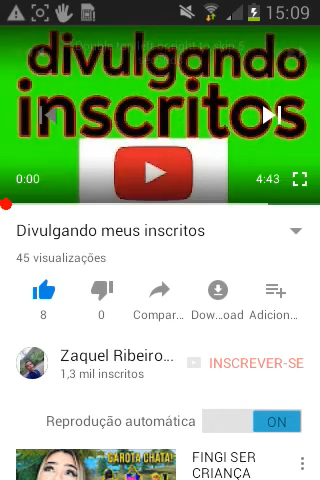 15:09
divulgando
inscritos
0:00
4:43
Divulgando meus inscritos
45 visualizações
8
0
Compar...
Dow...oad
Adicion...
Zaquel Ribeiro...
1,3 mil inscritos
INSCREVER-SE
Reprodução automática
ON
GAROTA CHATA!
FINGI SER
CRIANÇA